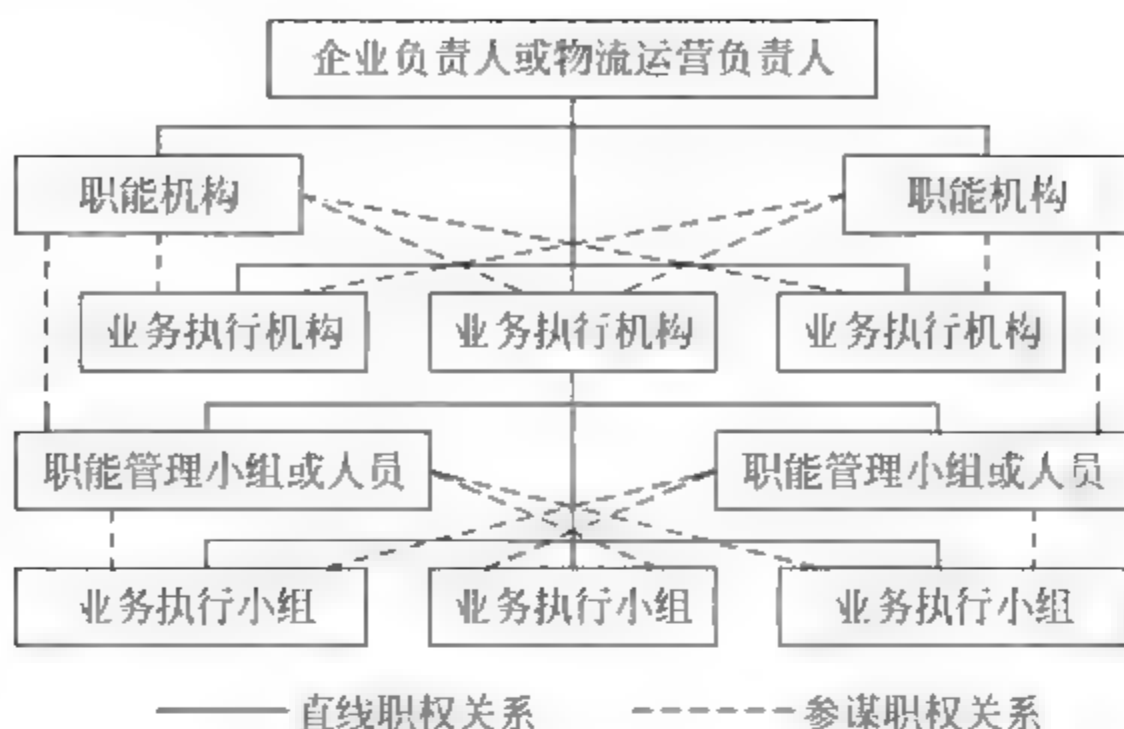 企业负责人或物流运营负责人
职能机构 职能机构
业务执行机构 业务执行机构 业务执行机构
职能管理小组或人员 职能管理小组或人员
业务执行小组 业务执行小组 业务执行小组
直线职权关系 参谋职权关系